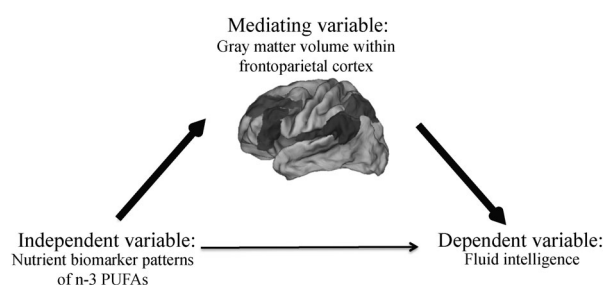 Mediating variable:
Gray matter volume within
frontoparietal cortex
Independent variable:
Nutrient biomarker patterns
of n-3 PUFAs
Dependent variable:
Fluid intelligence